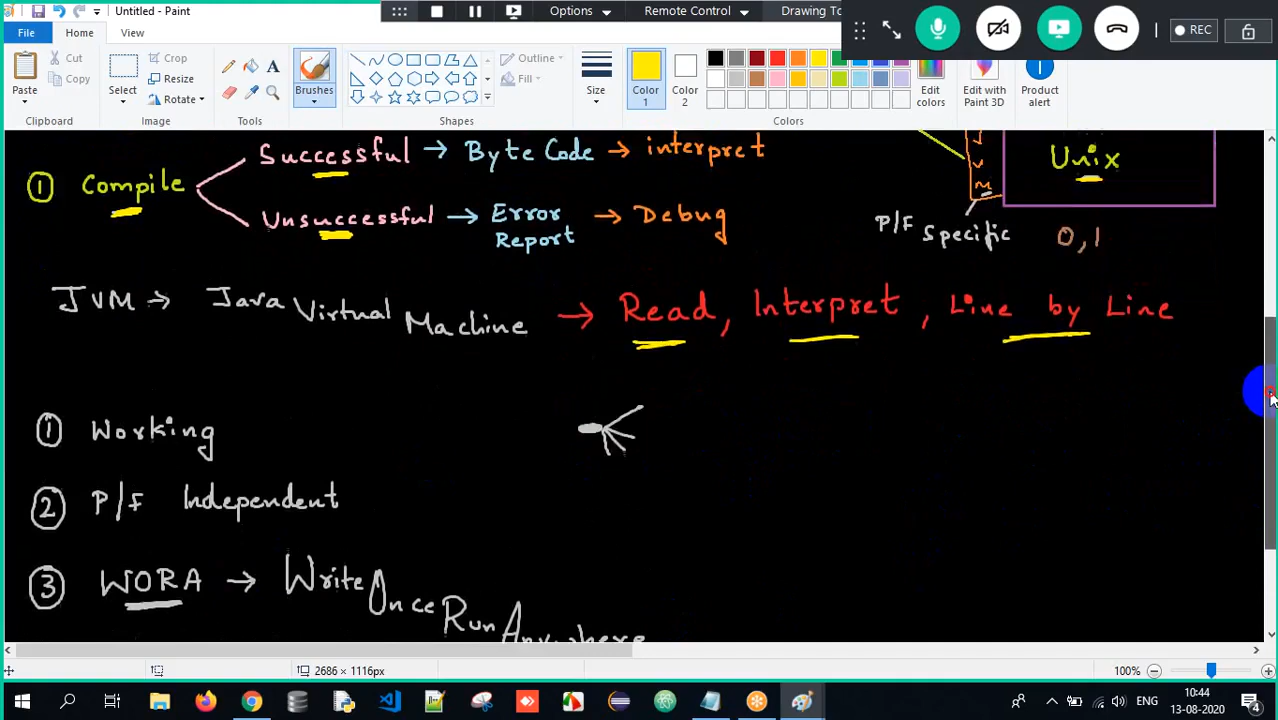 Untitled - Paint
Options
Remote Control
Drawing To
REC
File
Home
View
Paste
Cut
Copy
Clipboard
Select
Crop
Resize
Rotate
Image
Tools
Brushes
Shapes
Outline
Fill
Size
Color 1
Color 2
Colors
Edit colors
Edit with Paint 3D
Product alert
① Compile
Successful → Byte Code → interpret
Unsuccessful → Error Report → Debug
Unix
J V M
P/F Specific
0,1
JVM → Java Virtual Machine → Read, Interpret, Line by Line
① Working
② P/F Independent
③ WORA → Write Once Run Anywhere
2686 × 1116px
100%
ENG
10:44
13-08-2020
4